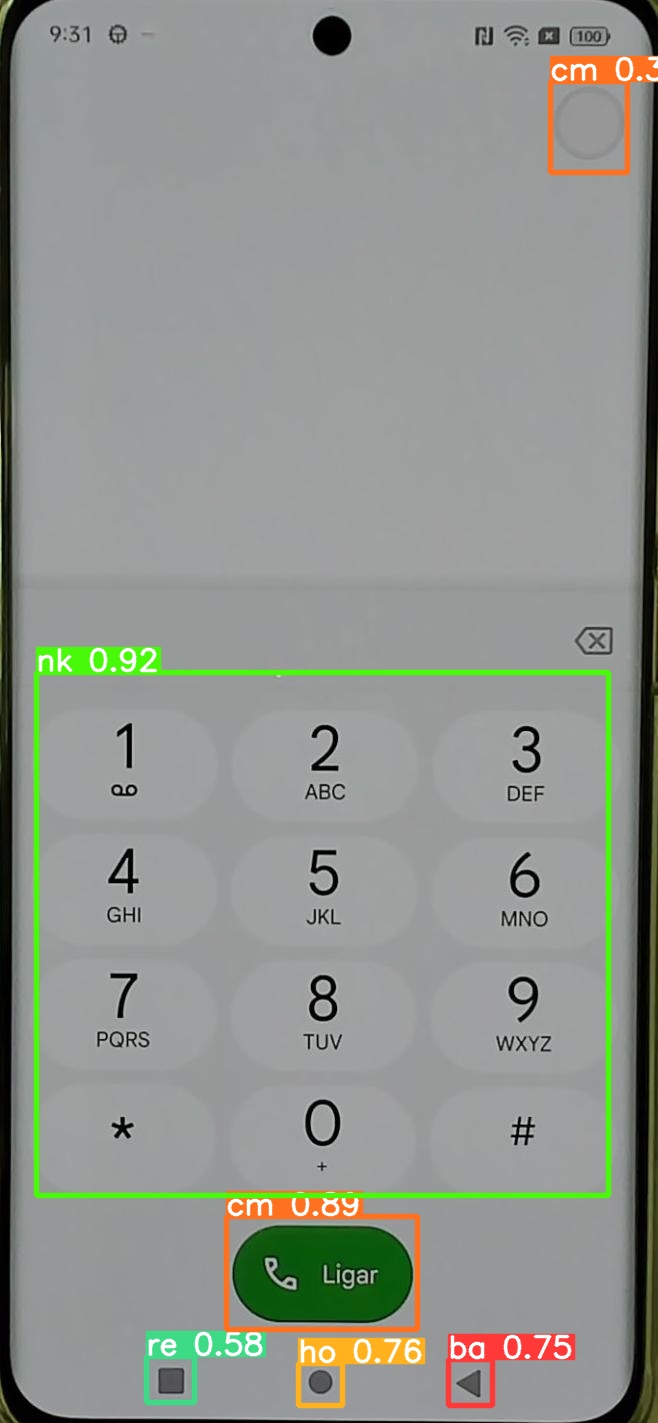 9:31 100
cm 0.3
nk 0.92
1 2 3
ABC DEF
4 5 6
GHI JKL MNO
7 8 9
PQRS TUV WXYZ
* 0 #
+
cm 0.89
Ligar
re 0.58 ho 0.76 ba 0.75